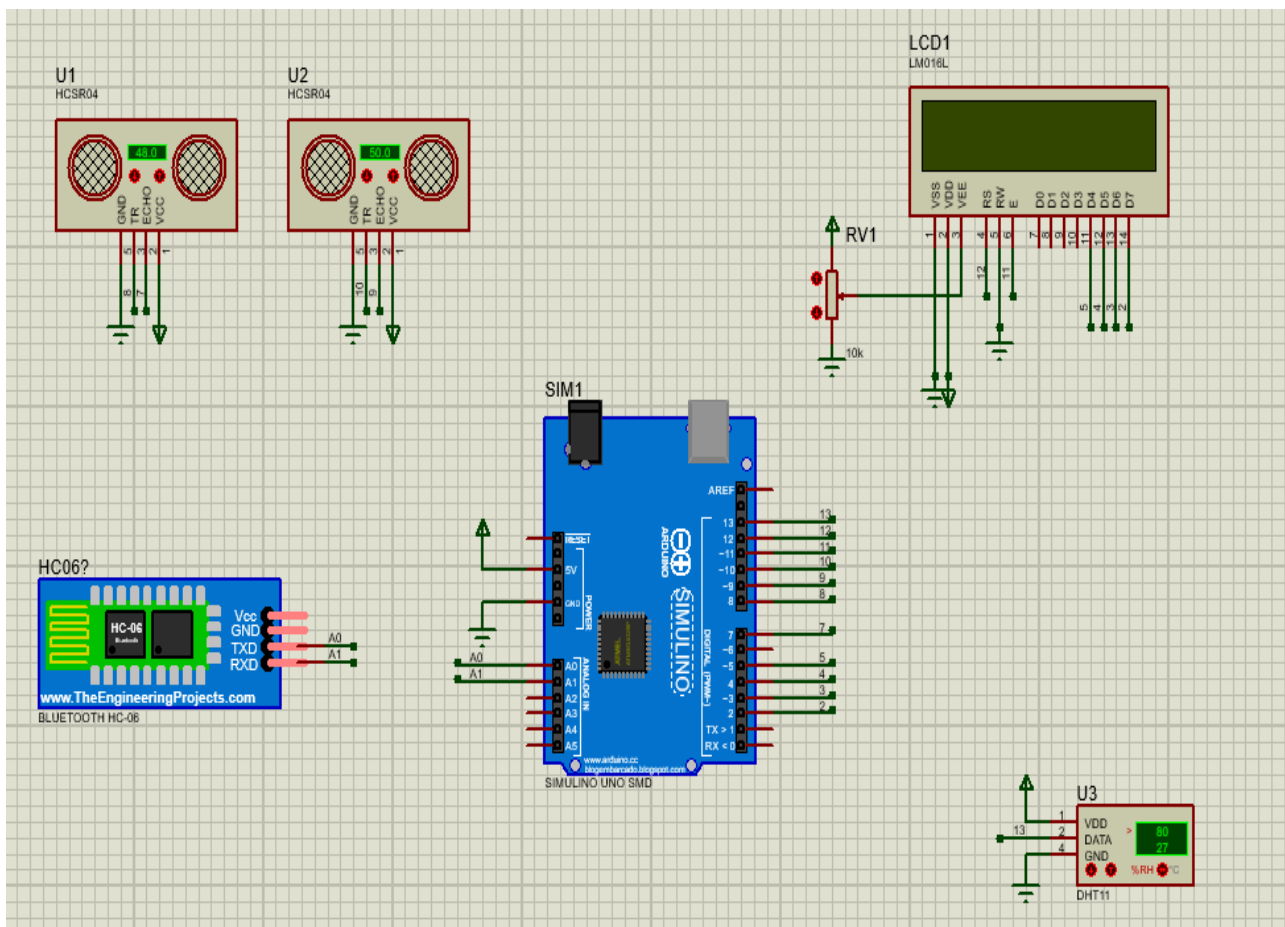 U1
HCSR04
48.0
GND
TR
ECHO
VCC
5
3
2
1
8
7
U2
HCSR04
50.0
GND
TR
ECHO
VCC
5
3
2
1
10
9
LCD1
LM016L
VSS
VDD
VEE
RS
RW
E
D0
D1
D2
D3
D4
D5
D6
D7
1
2
3
4
5
6
7
8
9
10
11
12
13
14
12
11
5
4
3
2
RV1
10k
SIM1
AREF
13
12
~11
~10
~9
8
7
~6
~5
4
~3
2
TX > 1
RX < 0
13
12
11
10
9
8
7
5
4
3
2
RESET
5V
GND
POWER
A0
A1
A2
A3
A4
A5
ANALOG IN
A0
A1
ARDUINO
SIMULINO
DIGITAL (PWM~)
ATMEL
www.arduino.cc
blogembarcado.blogspot.com
SIMULINO UNO SMD
HC06?
HC-06
Bluetooth
Vcc
GND
TXD
RXD
A0
A1
www.TheEngineeringProjects.com
BLUETOOTH HC-06
U3
1
2
4
13
VDD
DATA
GND
>
80
27
%RH
°C
DHT11